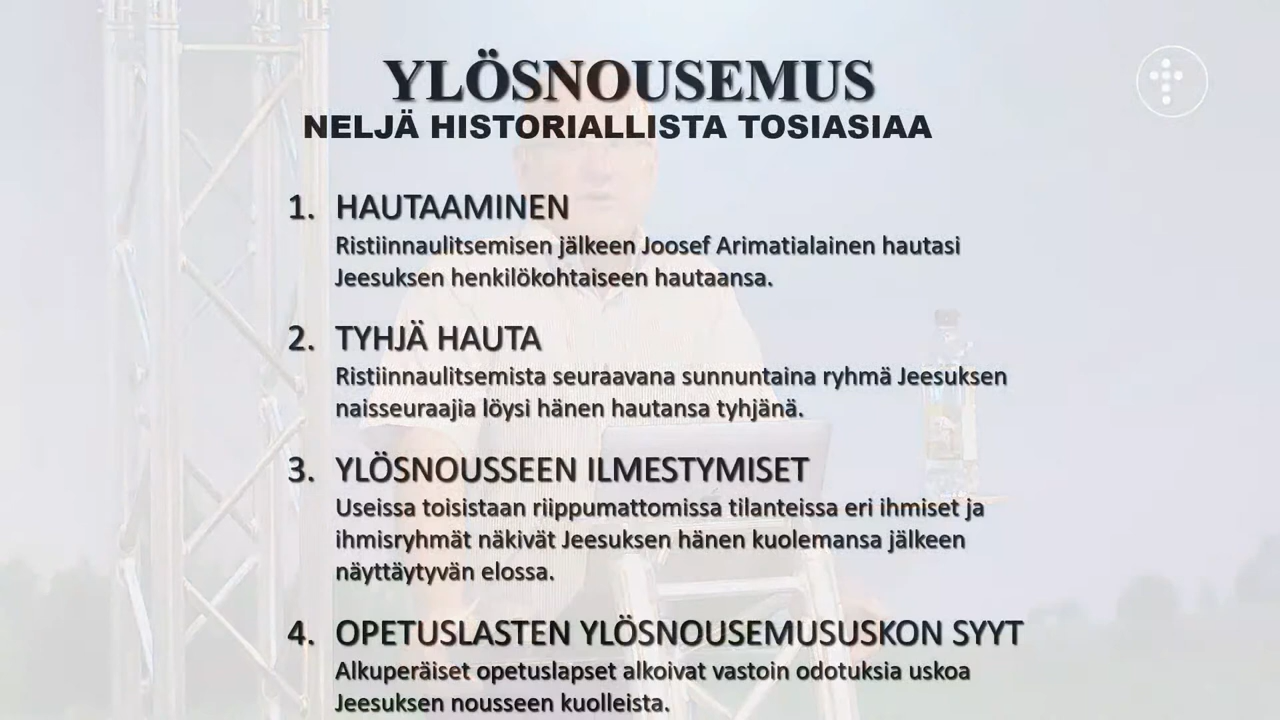 YLÖSNOUSEMUS
NELJÄ HISTORIALLISTA TOSIASIAA
1. HAUTAAMINEN
Ristiinnaulitsemisen jälkeen Joosef Arimatialainen hautasi
Jeesuksen henkilökohtaiseen hautaansa.
2. TYHJÄ HAUTA
Ristiinnaulitsemista seuraavana sunnuntaina ryhmä Jeesuksen
naisseuraajia löysi hänen hautansa tyhjänä.
3. YLÖSNOUSSEEN ILMESTYMISET
Useissa toisistaan riippumattomissa tilanteissa eri ihmiset ja
ihmisryhmät näkivät Jeesuksen hänen kuolemansa jälkeen
näyttäytyvän elossa.
4. OPETUSLASTEN YLÖSNOUSEMUSUSKON SYYT
Alkuperäiset opetuslapset alkoivat vastoin odotuksia uskoa
Jeesuksen nousseen kuolleista.